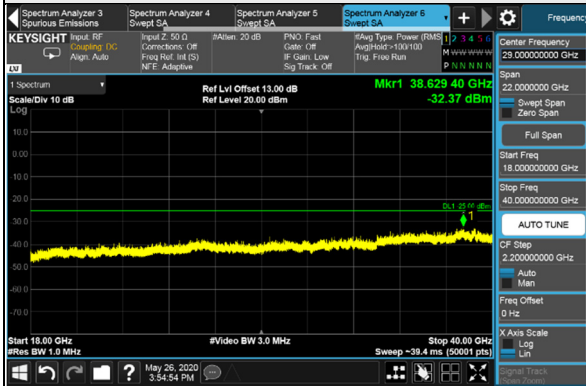 Spectrum Analyzer 3
Spurious Emissions
Spectrum Analyzer 4
Swept SA
Spectrum Analyzer 5
Swept SA
Spectrum Analyzer 6
Swept SA
+
Frequency
KEYSIGHT
Input: RF
Coupling: DC
Align: Auto
Input Z: 50 Ω
Corrections: Off
Freq Ref: Int (S)
NFE: Adaptive
#Atten: 20 dB
PNO: Fast
Gate: Off
IF Gain: Low
Sig Track: Off
#Avg Type: Power (RMS
Avg|Hold:>100/100
Trig: Free Run
1 2 3 4 5 6
M W W W W W
P N N N N N
LXI
1 Spectrum
Scale/Div 10 dB
Log
Ref Lvl Offset 13.00 dB
Ref Level 20.00 dBm
Mkr1 38.629 40 GHz
-32.37 dBm
10.0
0.00
-10.0
-20.0
-30.0
-40.0
-50.0
-60.0
-70.0
DL1 -25.00 dBm
1
Start 18.00 GHz
#Res BW 1.0 MHz
#Video BW 3.0 MHz
Stop 40.00 GHz
Sweep ~39.4 ms (50001 pts)
Center Frequency
29.000000000 GHz
Span
22.0000000 GHz
Swept Span
Zero Span
Full Span
Start Freq
18.000000000 GHz
Stop Freq
40.000000000 GHz
AUTO TUNE
CF Step
2.200000000 GHz
Auto
Man
Freq Offset
0 Hz
X Axis Scale
Log
Lin
Signal Track
(Span Zoom)
?
May 26, 2020
3:54:54 PM